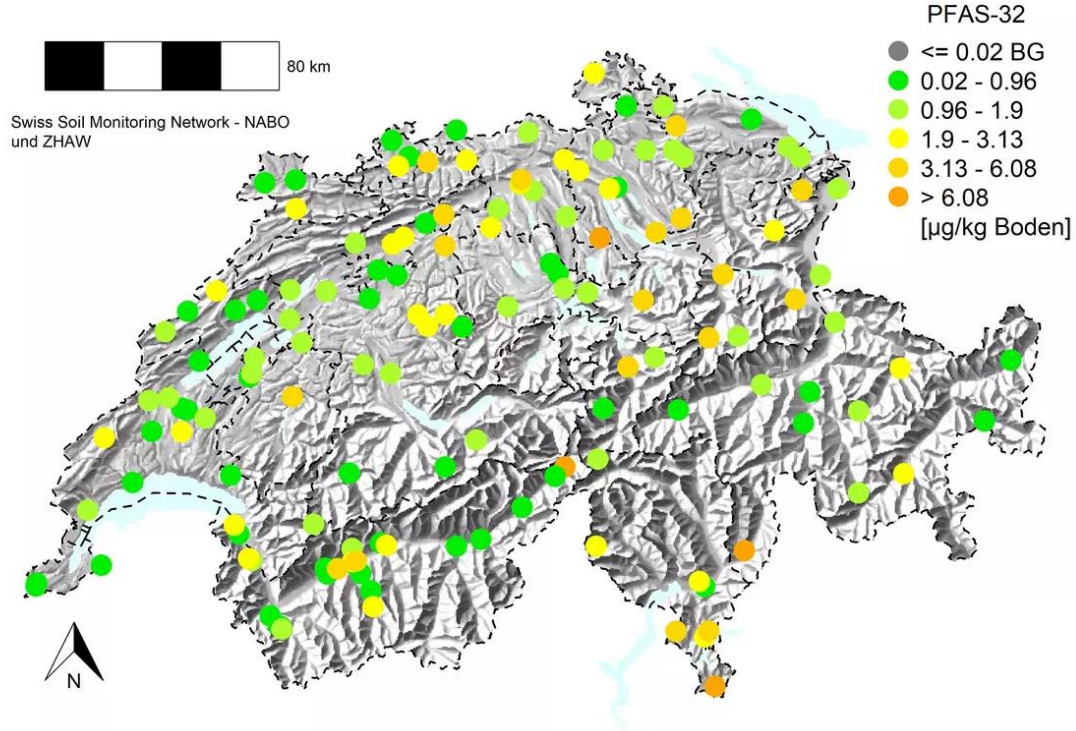 PFAS-32
<= 0.02 BG
0.02 - 0.96
0.96 - 1.9
1.9 - 3.13
3.13 - 6.08
> 6.08
[µg/kg Boden]
80 km
Swiss Soil Monitoring Network - NABO
und ZHAW
N